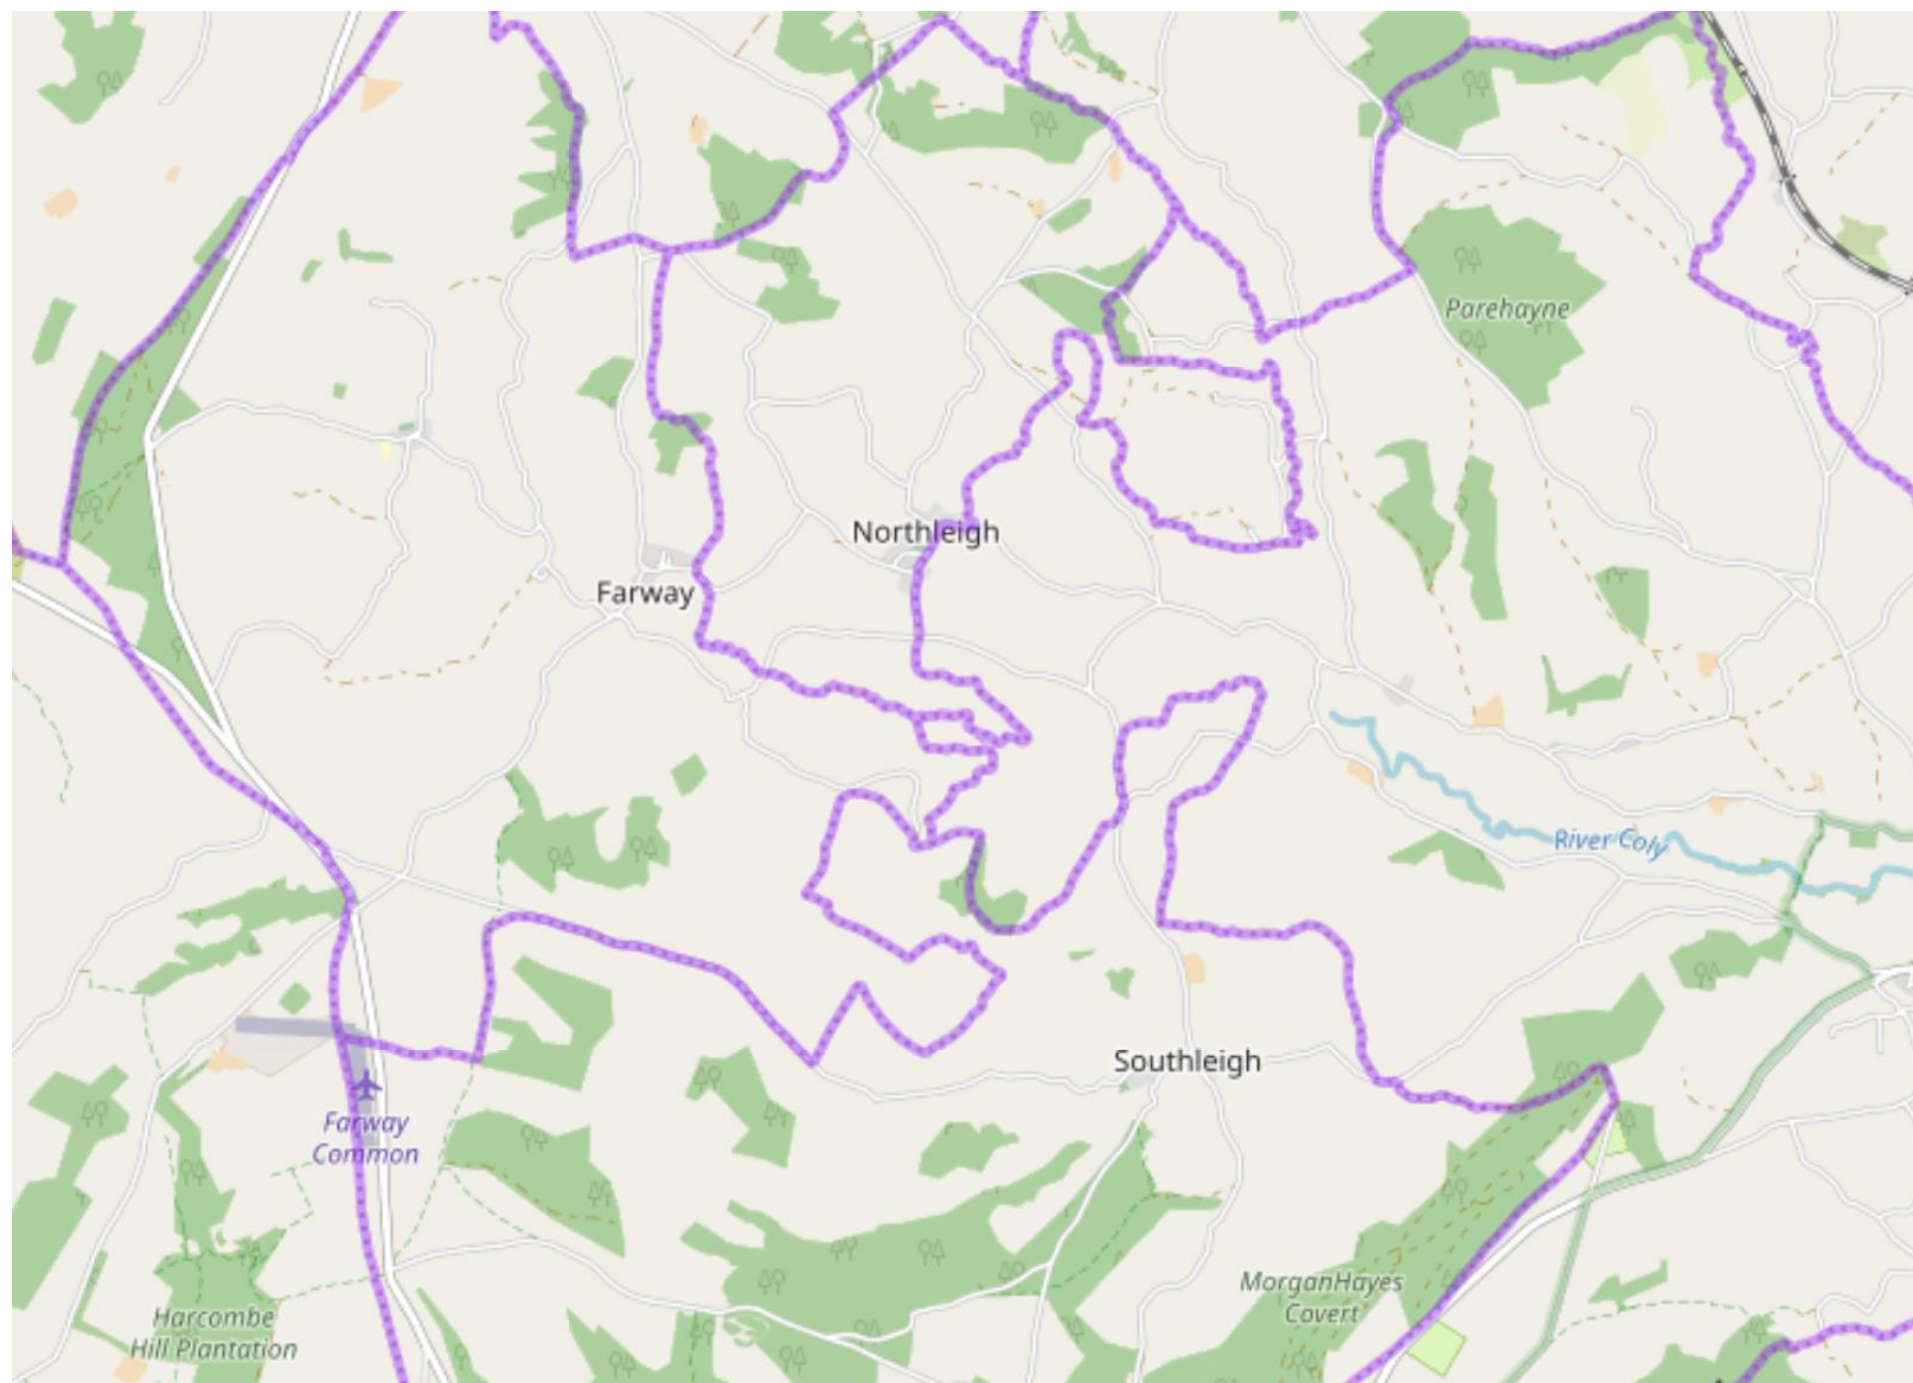 Parehayne
Northleigh
Farway
River Coly
Southleigh
Farway
Common
MorganHayes
Covert
Harcombe
Hill Plantation